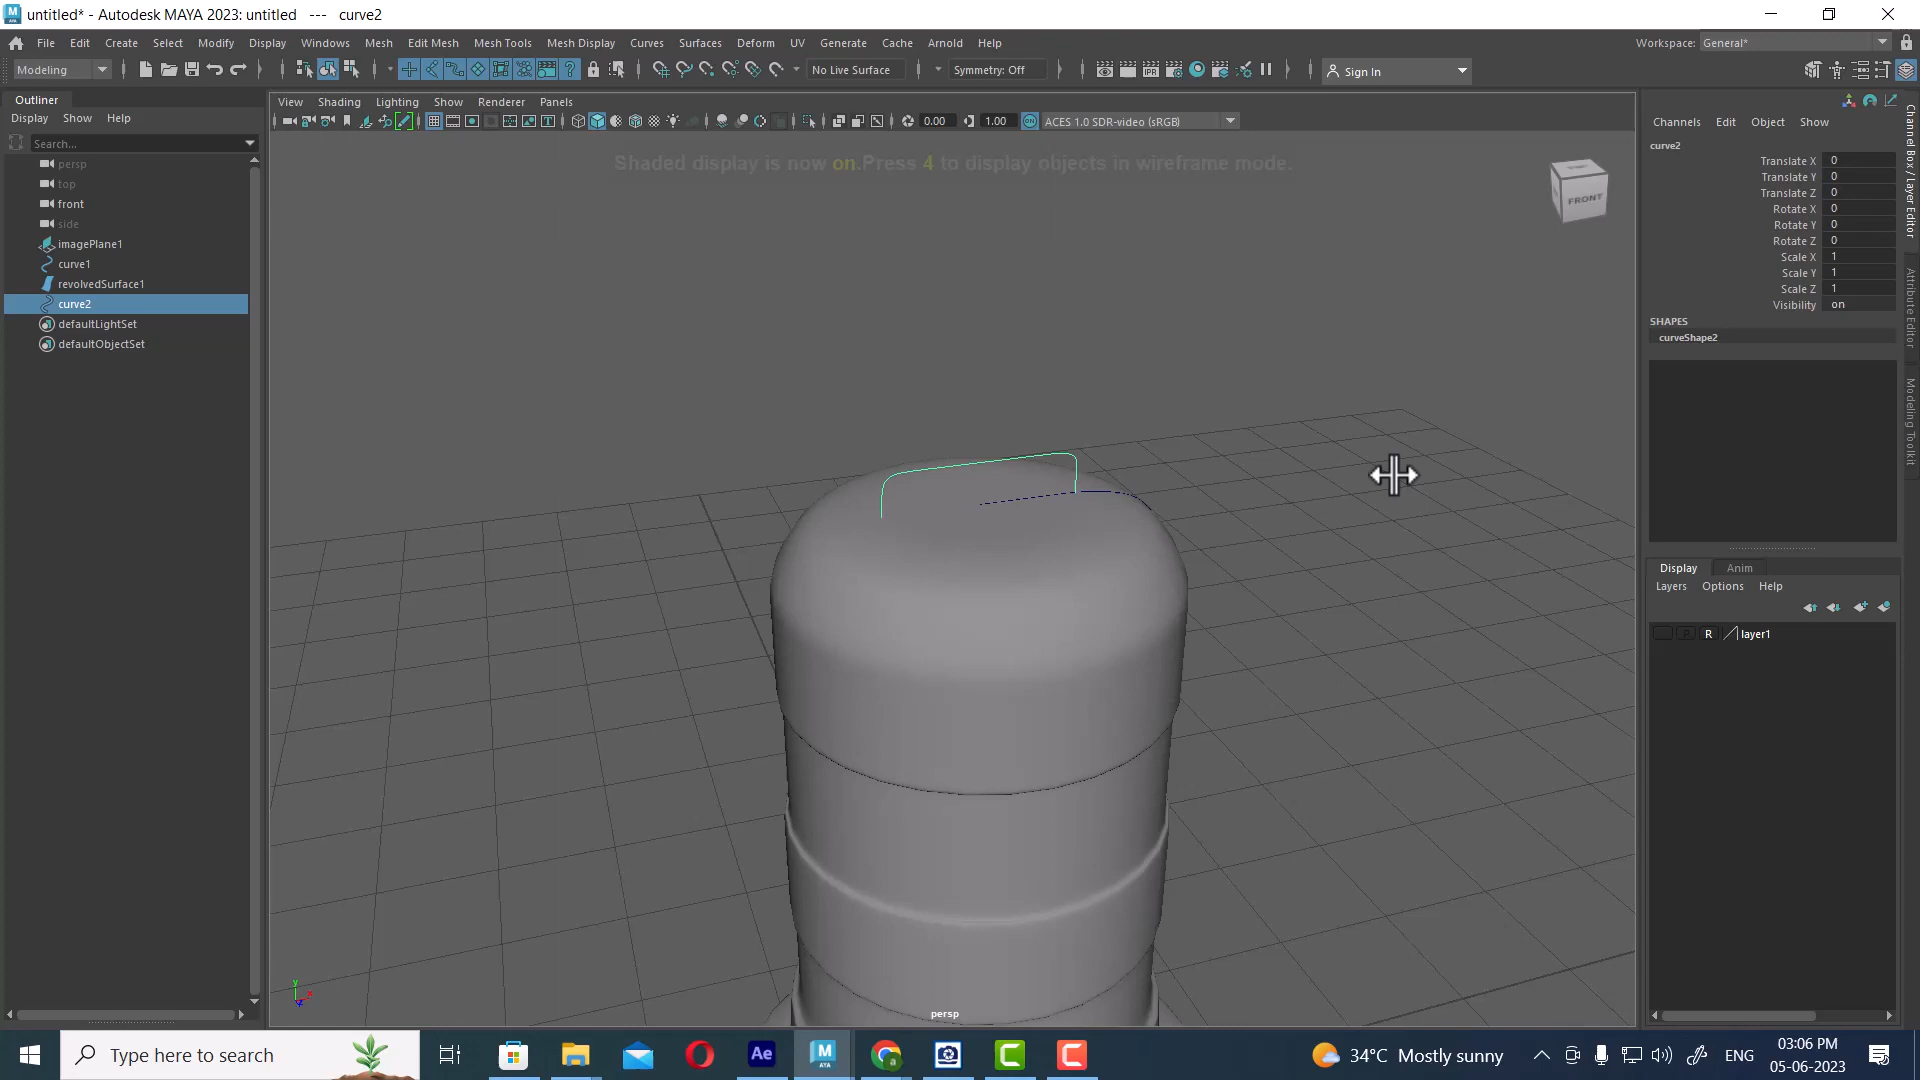 untitled* - Autodesk MAYA 2023: untitled --- curve2
File Edit Create Select Modify Display Windows Mesh Edit Mesh Mesh Tools Mesh Display Curves Surfaces Deform UV Generate Cache Arnold Help
Workspace: General*
Modeling
No Live Surface
Symmetry: Off
Sign In
Outliner
Display Show Help
Search...
persp
top
front
side
imagePlane1
curve1
revolvedSurface1
curve2
defaultLightSet
defaultObjectSet
View Shading Lighting Show Renderer Panels
0.00
1.00
ACES 1.0 SDR-video (sRGB)
Shaded display is now on.Press 4 to display objects in wireframe mode.
FRONT
persp
Channels Edit Object Show
curve2
Translate X 0
Translate Y 0
Translate Z 0
Rotate X 0
Rotate Y 0
Rotate Z 0
Scale X 1
Scale Y 1
Scale Z 1
Visibility on
SHAPES
curveShape2
Display Anim
Layers Options Help
R layer1
Channel Box / Layer Editor
Attribute Editor
Modeling Toolkit
Type here to search
34°C Mostly sunny
ENG
03:06 PM
05-06-2023